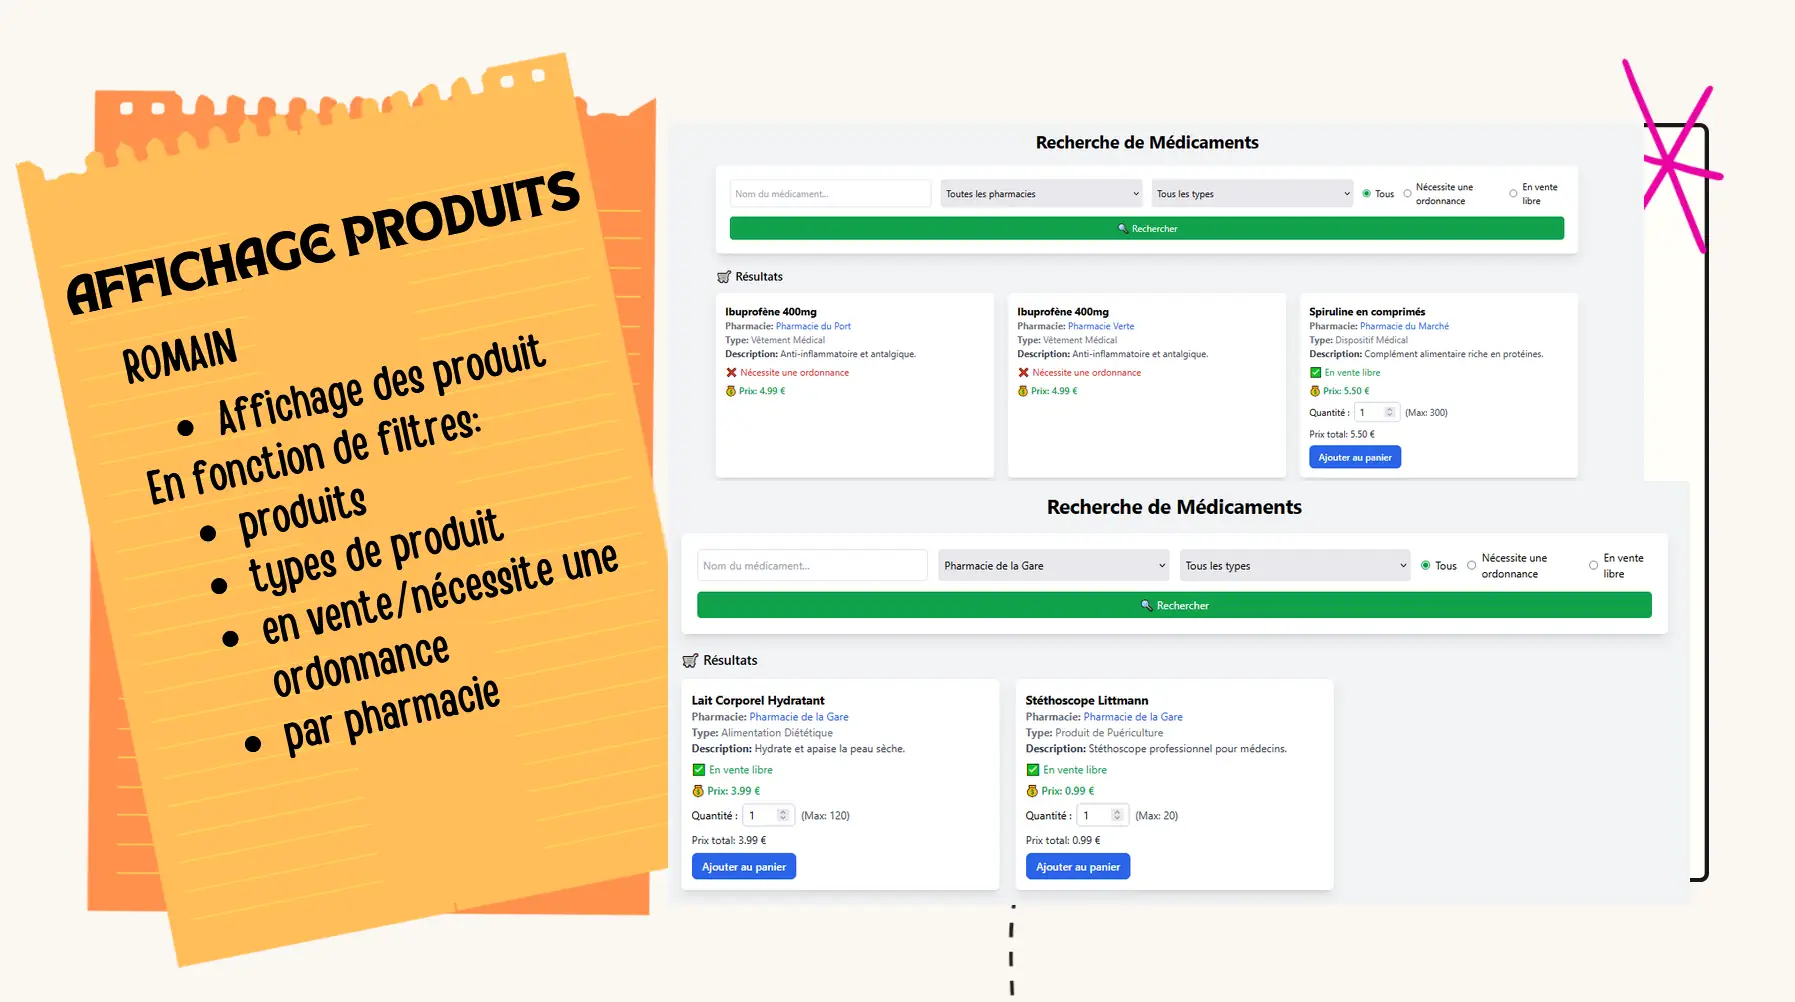 AFFICHAGE PRODUITS
ROMAIN
• Affichage des produit
En fonction de filtres:
• produits
• types de produit
• en vente/nécessite une
ordonnance
• par pharmacie
Recherche de Médicaments
Nom du médicament... Toutes les pharmacies Tous les types Tous Nécessite une ordonnance En vente libre
🔍 Rechercher
🛒 Résultats
Ibuprofène 400mg
Pharmacie: Pharmacie du Port
Type: Vêtement Médical
Description: Anti-inflammatoire et antalgique.
❌ Nécessite une ordonnance
💰 Prix: 4.99 €
Ibuprofène 400mg
Pharmacie: Pharmacie Verte
Type: Vêtement Médical
Description: Anti-inflammatoire et antalgique.
❌ Nécessite une ordonnance
💰 Prix: 4.99 €
Spiruline en comprimés
Pharmacie: Pharmacie du Marché
Type: Dispositif Médical
Description: Complément alimentaire riche en protéines.
✅ En vente libre
💰 Prix: 5.50 €
Quantité : 1 (Max: 300)
Prix total: 5.50 €
Ajouter au panier
Recherche de Médicaments
Nom du médicament... Pharmacie de la Gare Tous les types Tous Nécessite une ordonnance En vente libre
🔍 Rechercher
🛒 Résultats
Lait Corporel Hydratant
Pharmacie: Pharmacie de la Gare
Type: Alimentation Diététique
Description: Hydrate et apaise la peau sèche.
✅ En vente libre
💰 Prix: 3.99 €
Quantité : 1 (Max: 120)
Prix total: 3.99 €
Ajouter au panier
Stéthoscope Littmann
Pharmacie: Pharmacie de la Gare
Type: Produit de Puériculture
Description: Stéthoscope professionnel pour médecins.
✅ En vente libre
💰 Prix: 0.99 €
Quantité : 1 (Max: 20)
Prix total: 0.99 €
Ajouter au panier